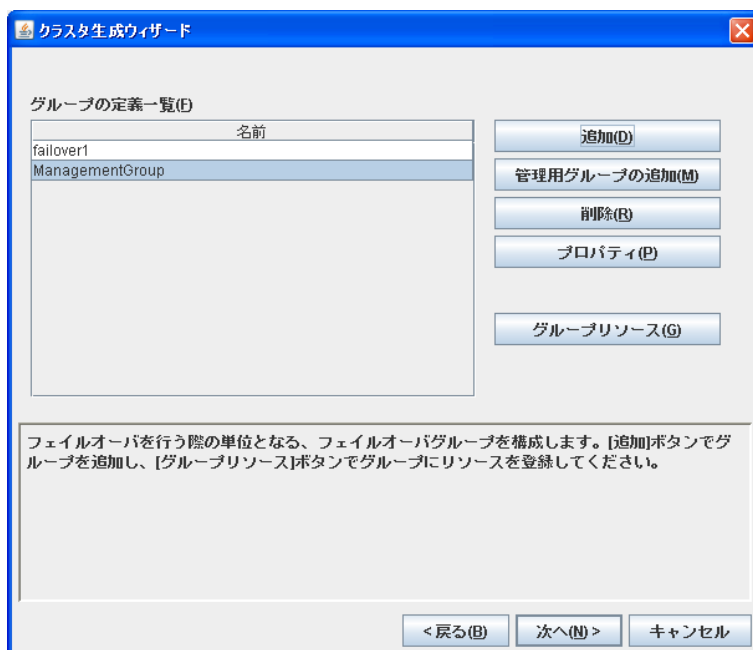 クラスタ生成ウィザード
グループの定義一覧(F)
名前
failover1
ManagementGroup
追加(D)
管理用グループの追加(M)
削除(R)
プロパティ(P)
グループリソース(G)
フェイルオーバを行う際の単位となる、フェイルオーバグループを構成します。[追加]ボタンでグ
ループを追加し、[グループリソース]ボタンでグループにリソースを登録してください。
<戻る(B)
次へ(N)>
キャンセル